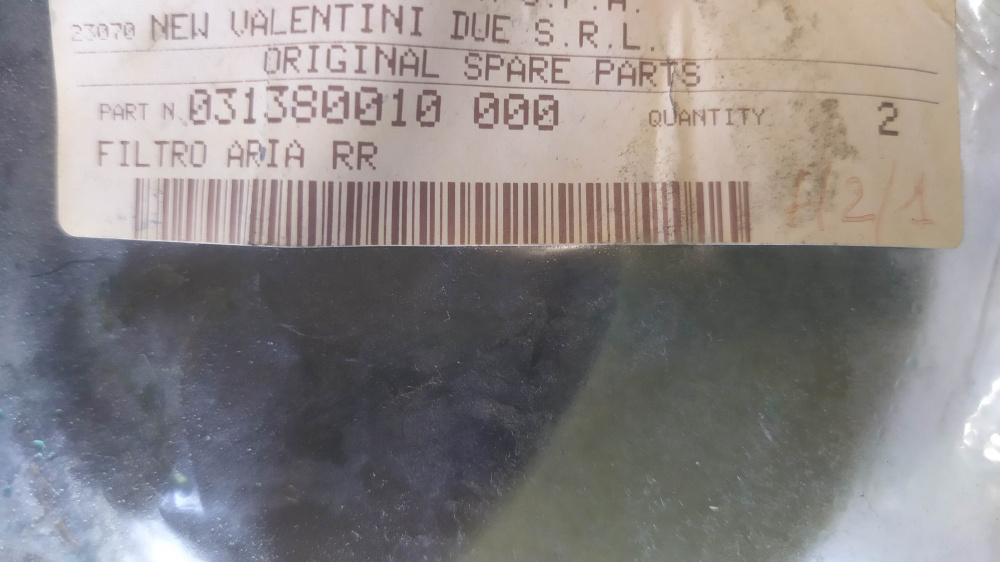 S.P.A.
23070 NEW VALENTINI DUE S.R.L.
ORIGINAL SPARE PARTS
PART N. 031380010 000 QUANTITY 2
FILTRO ARIA RR